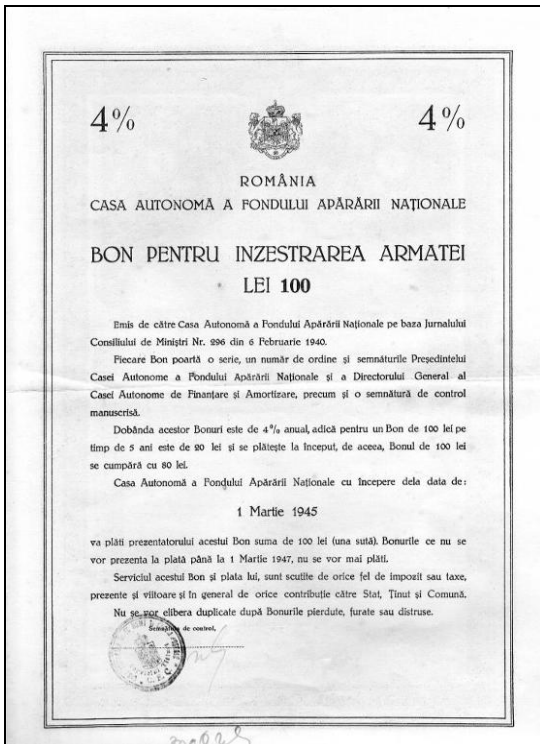 4%
4%
ROMÂNIA
CASA AUTONOMĂ A FONDULUI APĂRĂRII NAȚIONALE
BON PENTRU INZESTRAREA ARMATEI
LEI 100
Emis de către Casa Autonomă a Fondului Apărării Naționale pe baza Jurnalului
Consiliului de Miniștri Nr. 296 din 6 Februarie 1940.
Fiecare Bon poartă o serie, un număr de ordine și semnăturile Președintelui
Casei Autonome a Fondului Apărării Naționale și a Directorului General al
Casei Autonome de Finanțare și Amortizare, precum și o semnătură de control
manuscrisă.
Dobânda acestor Bonuri este de 4% anual, adică pentru un Bon de 100 lei pe
timp de 5 ani este de 20 lei și se plătește la început, de aceea, Bonul de 100 lei
se cumpără cu 80 lei.
Casa Autonomă a Fondului Apărării Naționale cu începere dela data de:
1 Martie 1945
va plăti prezentatorului acestui Bon suma de 100 lei (una sută). Bonurile ce nu se
vor prezenta la plată până la 1 Martie 1947, nu se vor mai plăti.
Serviciul acestui Bon și plata lui, sunt scutite de orice fel de impozit sau taxe,
prezente și viitoare și în general de orice contribuție către Stat, Ținut și Comună.
Nu se vor elibera duplicate după Bonurile pierdute, furate sau distruse.
Semnătura de control,
C.E.C.